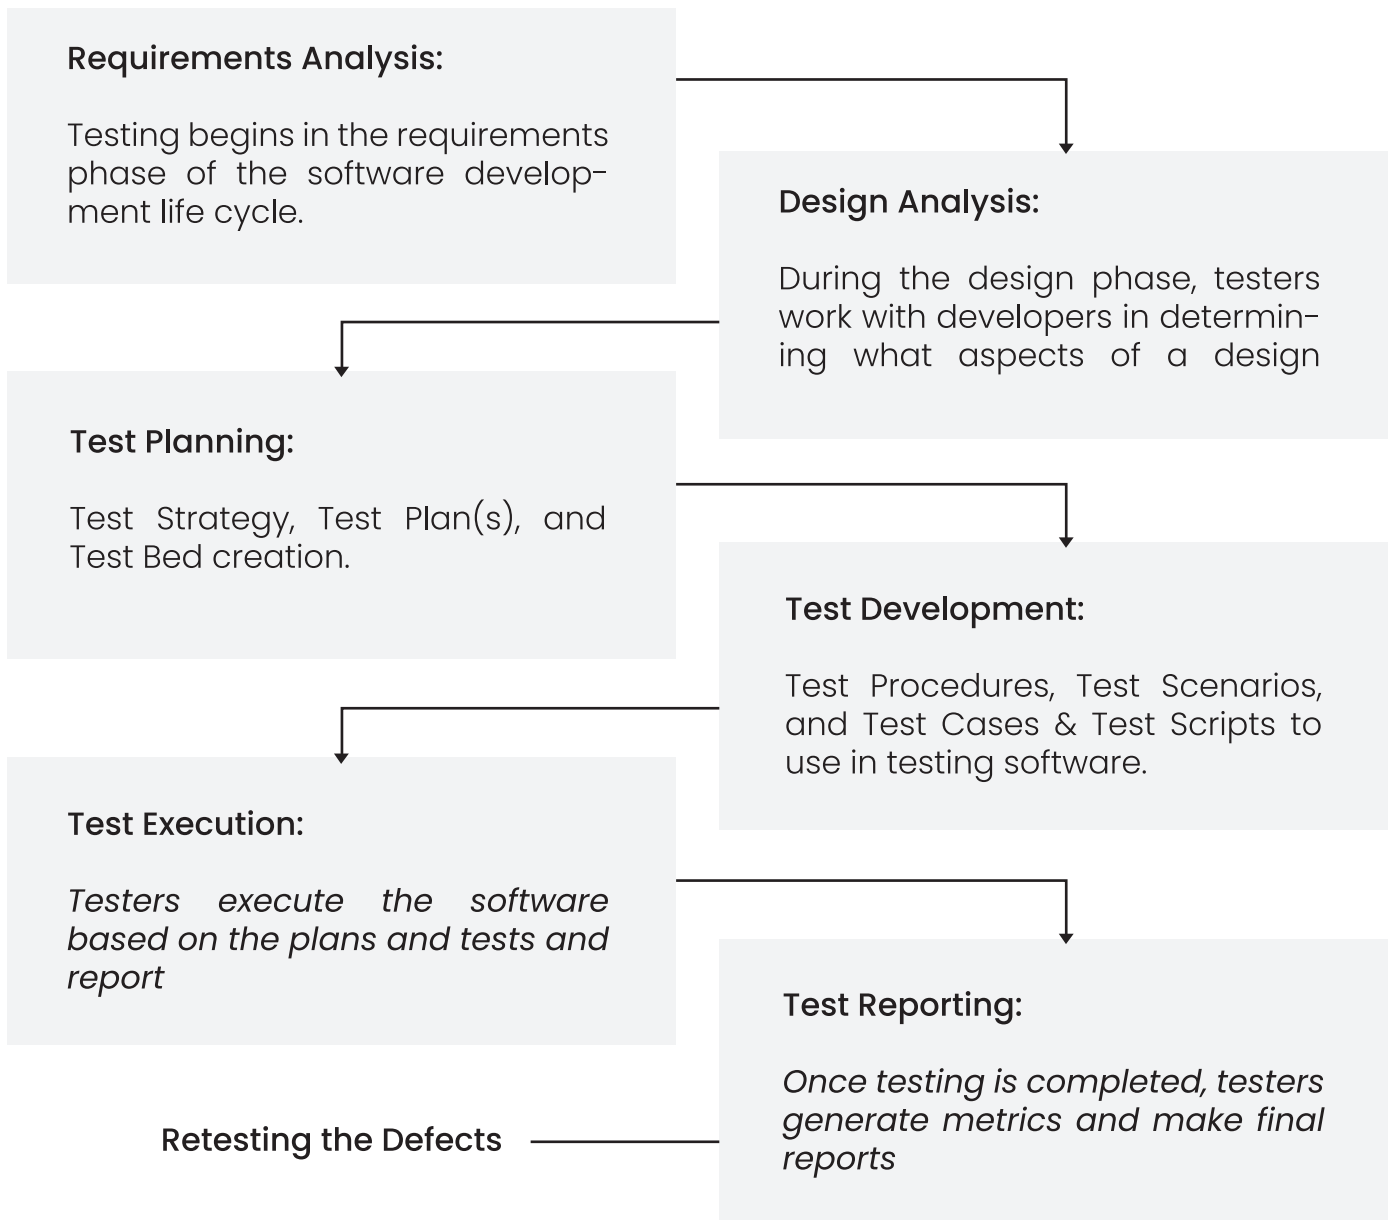 Requirements Analysis:
Testing begins in the requirements
phase of the software develop-
ment life cycle.
Design Analysis:
During the design phase, testers
work with developers in determin-
ing what aspects of a design
Test Planning:
Test Strategy, Test Plan(s), and
Test Bed creation.
Test Development:
Test Procedures, Test Scenarios,
and Test Cases & Test Scripts to
use in testing software.
Test Execution:
Testers execute the software
based on the plans and tests and
report
Test Reporting:
Once testing is completed, testers
generate metrics and make final
reports
Retesting the Defects